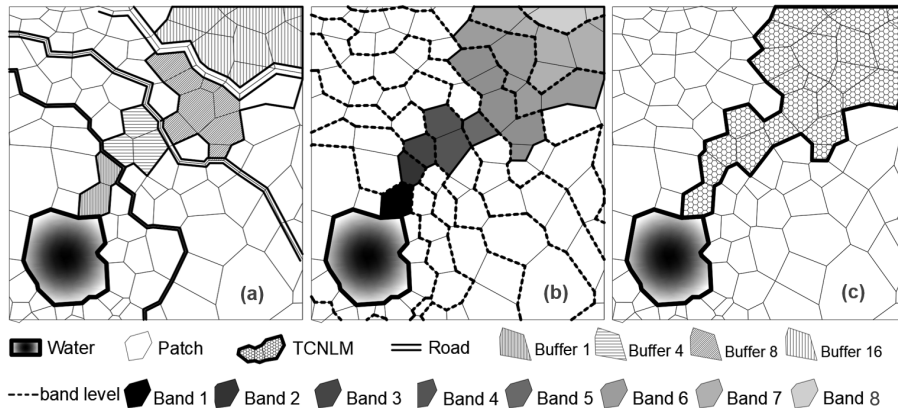 (a) (b) (c)
Water Patch TCNLM Road Buffer 1 Buffer 4 Buffer 8 Buffer 16
band level Band 1 Band 2 Band 3 Band 4 Band 5 Band 6 Band 7 Band 8